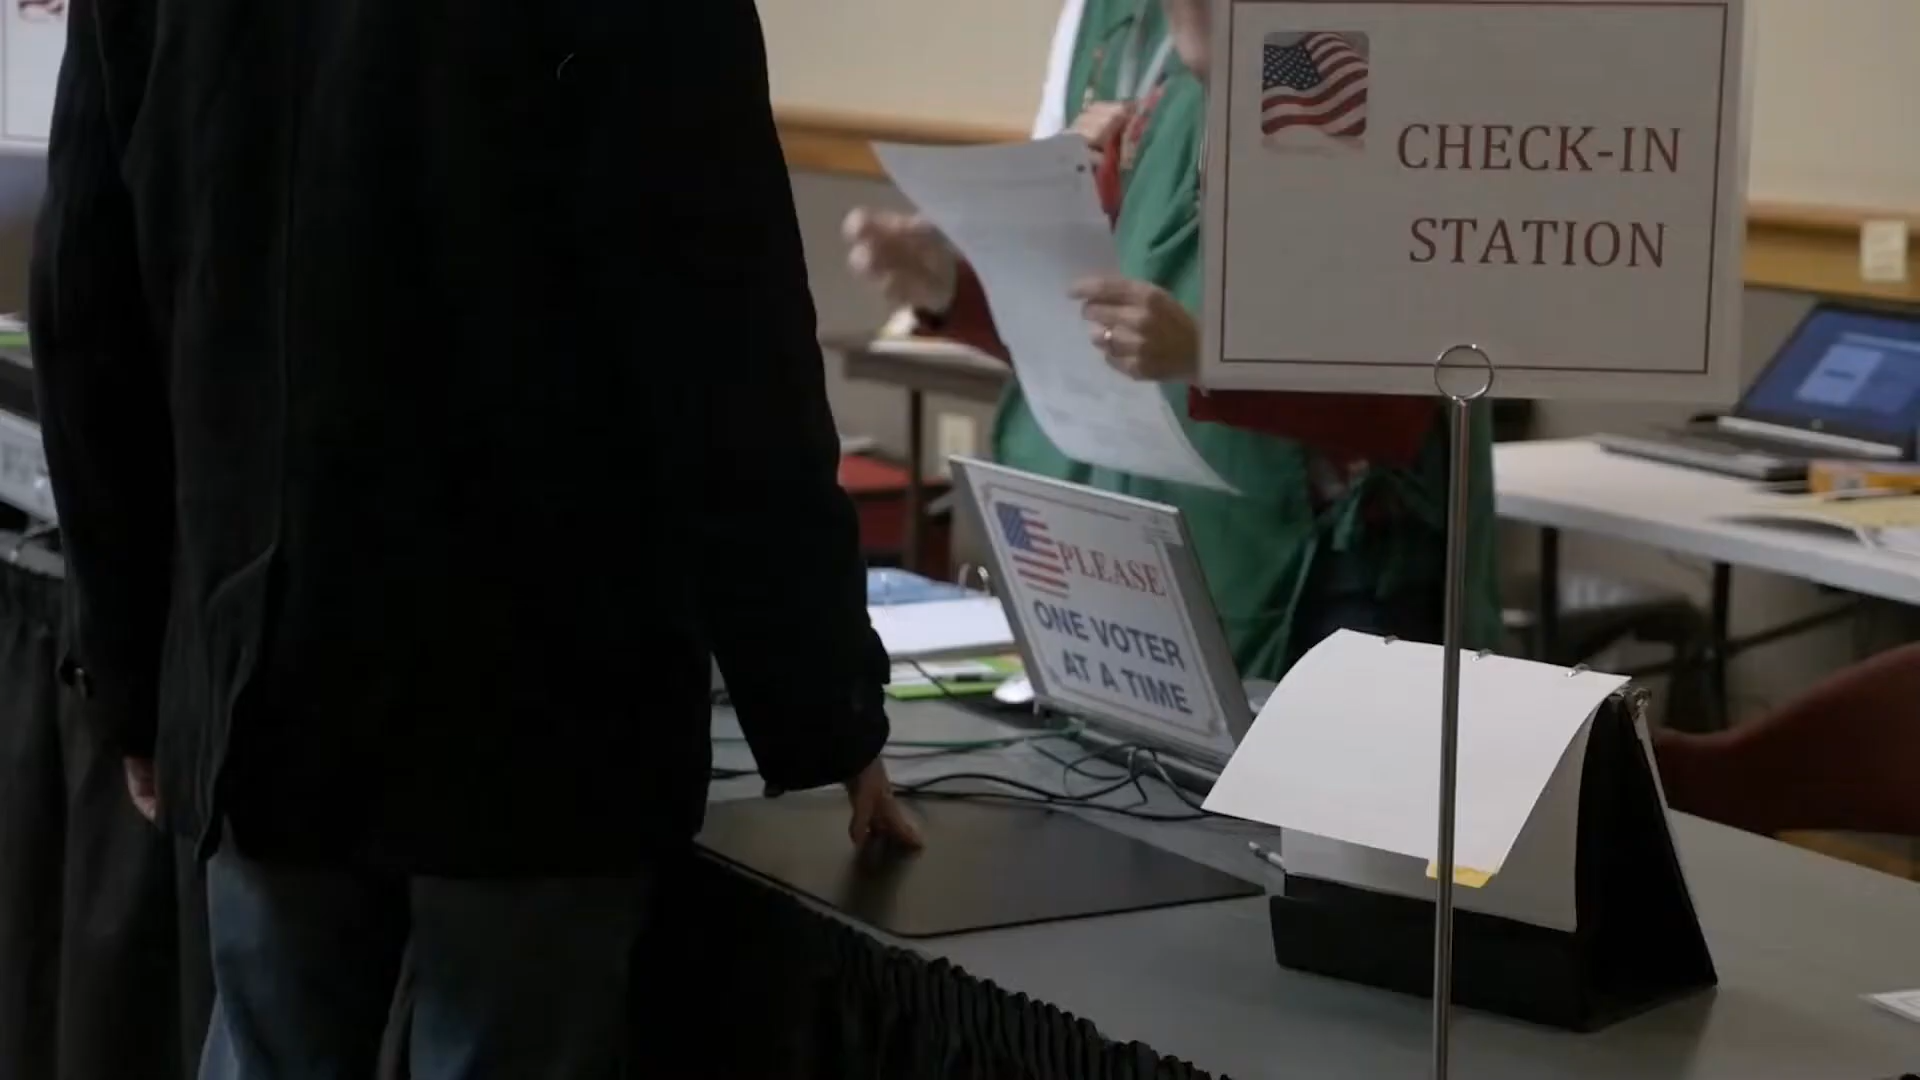 CHECK-IN
STATION
PLEASE
ONE VOTER
AT A TIME